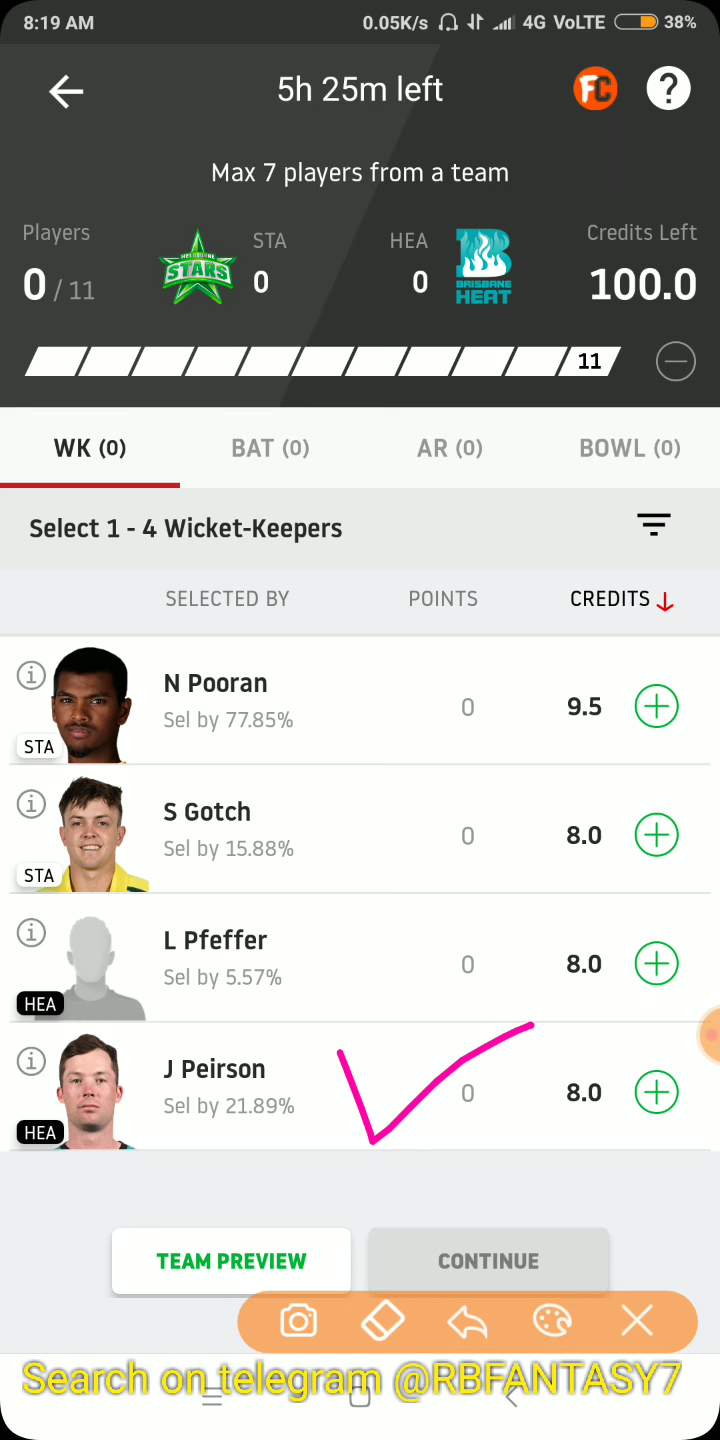 8:19 AM 0.05K/s 4G VoLTE 38%
5h 25m left FC ?
Max 7 players from a team
Players STA HEA Credits Left
0 / 11 MELBOURNE STARS 0 0 BRISBANE HEAT 100.0
11
WK (0) BAT (0) AR (0) BOWL (0)
Select 1 - 4 Wicket-Keepers
SELECTED BY POINTS CREDITS
N Pooran
Sel by 77.85% 0 9.5
STA
S Gotch
Sel by 15.88% 0 8.0
STA
L Pfeffer
Sel by 5.57% 0 8.0
HEA
J Peirson
Sel by 21.89% 0 8.0
HEA
TEAM PREVIEW CONTINUE
Search on telegram @RBFANTASY7